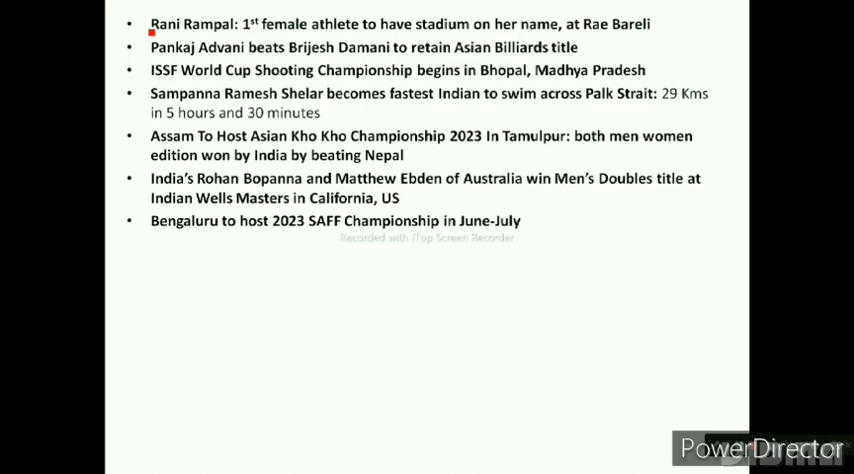 • Rani Rampal: 1st female athlete to have stadium on her name, at Rae Bareli
• Pankaj Advani beats Brijesh Damani to retain Asian Billiards title
• ISSF World Cup Shooting Championship begins in Bhopal, Madhya Pradesh
• Sampanna Ramesh Shelar becomes fastest Indian to swim across Palk Strait: 29 Kms
in 5 hours and 30 minutes
• Assam To Host Asian Kho Kho Championship 2023 In Tamulpur: both men women
edition won by India by beating Nepal
• India's Rohan Bopanna and Matthew Ebden of Australia win Men's Doubles title at
Indian Wells Masters in California, US
• Bengaluru to host 2023 SAFF Championship in June-July
Recorded with iTop Screen Recorder
PowerDirector